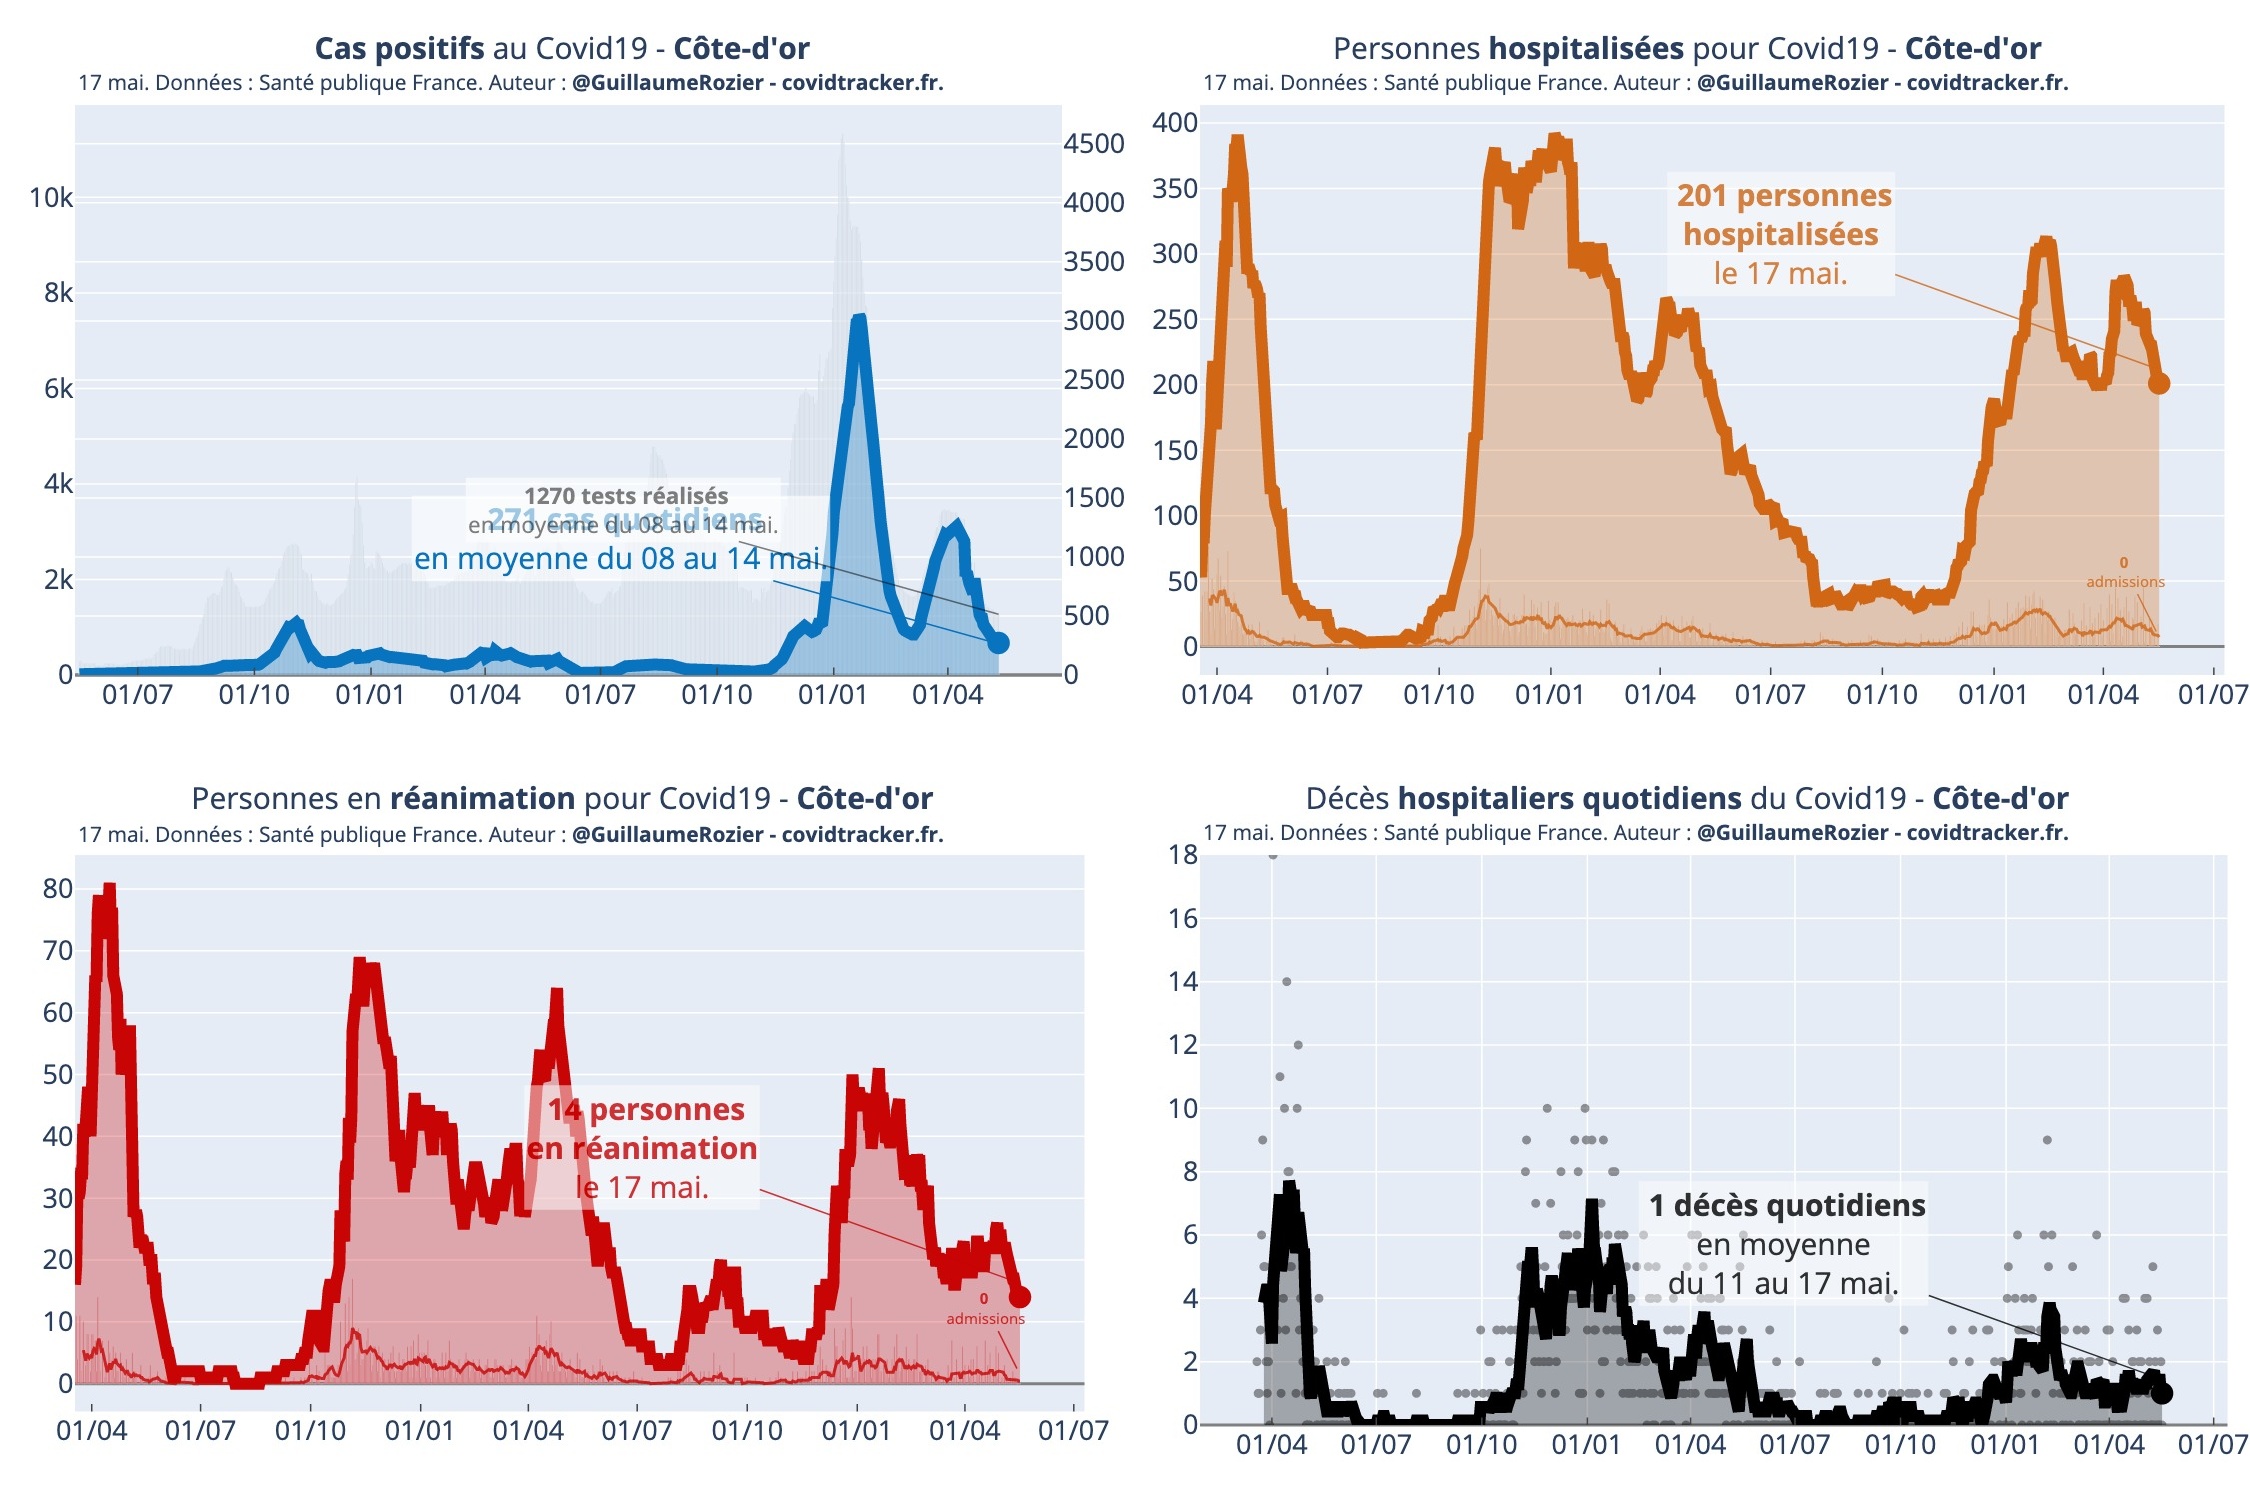 Cas positifs au Covid19 - Côte-d'or
17 mai. Données : Santé publique France. Auteur : @GuillaumeRozier - covidtracker.fr.
10k
8k
6k
4k
2k
0
4500
4000
3500
3000
2500
2000
1500
1000
500
0
1270 tests réalisés
en moyenne du 08 au 14 mai.
271 cas quotidiens
en moyenne du 08 au 14 mai.
01/07 01/10 01/01 01/04 01/07 01/10 01/01 01/04
Personnes hospitalisées pour Covid19 - Côte-d'or
17 mai. Données : Santé publique France. Auteur : @GuillaumeRozier - covidtracker.fr.
400
350
300
250
200
150
100
50
0
201 personnes
hospitalisées
le 17 mai.
0
admissions
01/04 01/07 01/10 01/01 01/04 01/07 01/10 01/01 01/04 01/07
Personnes en réanimation pour Covid19 - Côte-d'or
17 mai. Données : Santé publique France. Auteur : @GuillaumeRozier - covidtracker.fr.
80
70
60
50
40
30
20
10
0
14 personnes
en réanimation
le 17 mai.
0
admissions
01/04 01/07 01/10 01/01 01/04 01/07 01/10 01/01 01/04 01/07
Décès hospitaliers quotidiens du Covid19 - Côte-d'or
17 mai. Données : Santé publique France. Auteur : @GuillaumeRozier - covidtracker.fr.
18
16
14
12
10
8
6
4
2
0
1 décès quotidiens
en moyenne
du 11 au 17 mai.
01/04 01/07 01/10 01/01 01/04 01/07 01/10 01/01 01/04 01/07